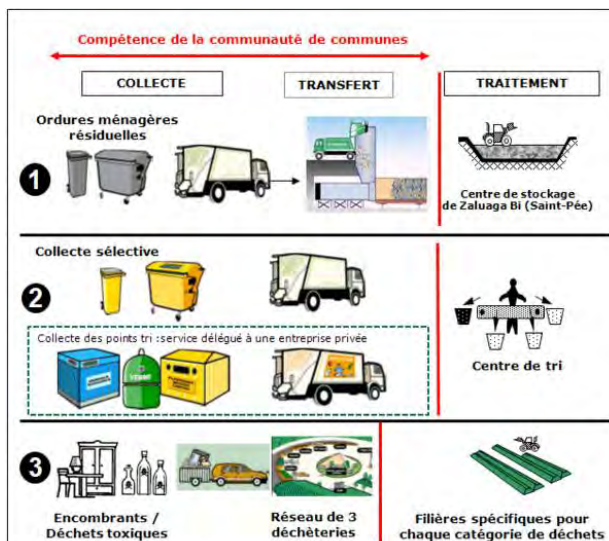 Compétence de la communauté de communes
COLLECTE
TRANSFERT
TRAITEMENT
Ordures ménagères
résiduelles
1
Centre de stockage
de Zaluaga Bi (Saint-Pée)
Collecte sélective
2
Collecte des points tri :service délégué à une entreprise privée
VERRE
Centre de tri
3
Encombrants /
Déchets toxiques
Réseau de 3
déchèteries
Filières spécifiques pour
chaque catégorie de déchets